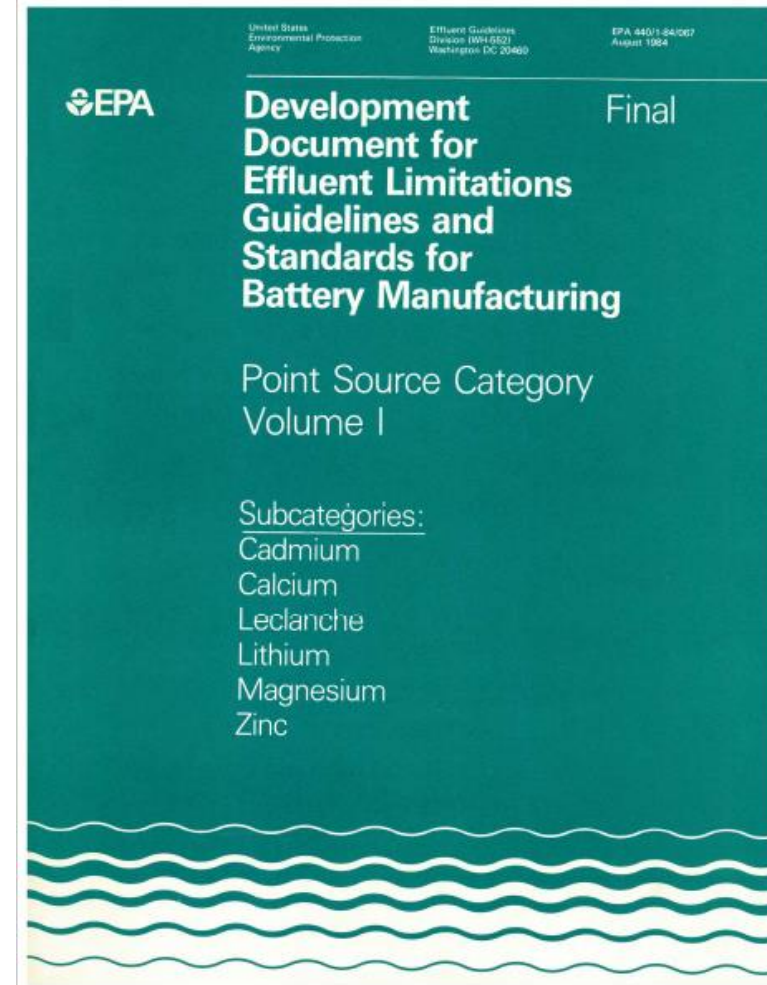 United States
Environmental Protection
Agency
Effluent Guidelines
Division (WH-552)
Washington DC 20460
EPA 440/1-84/067
August 1984
EPA
Development
Document for
Effluent Limitations
Guidelines and
Standards for
Battery Manufacturing
Final
Point Source Category
Volume I
Subcategories:
Cadmium
Calcium
Leclanche
Lithium
Magnesium
Zinc